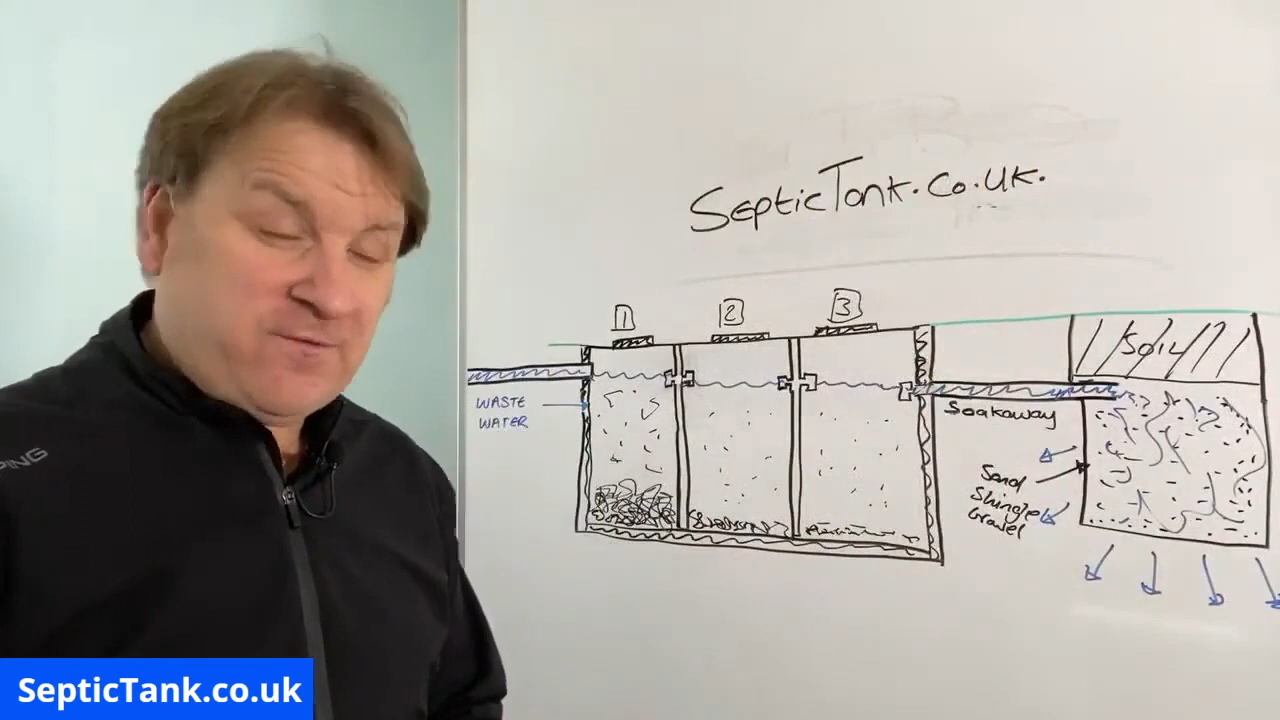 SepticTank.co.uk.
1 2 3
SOIL
WASTE
WATER
Soakaway
Sand
Shingle
Gravel
PING
SepticTank.co.uk